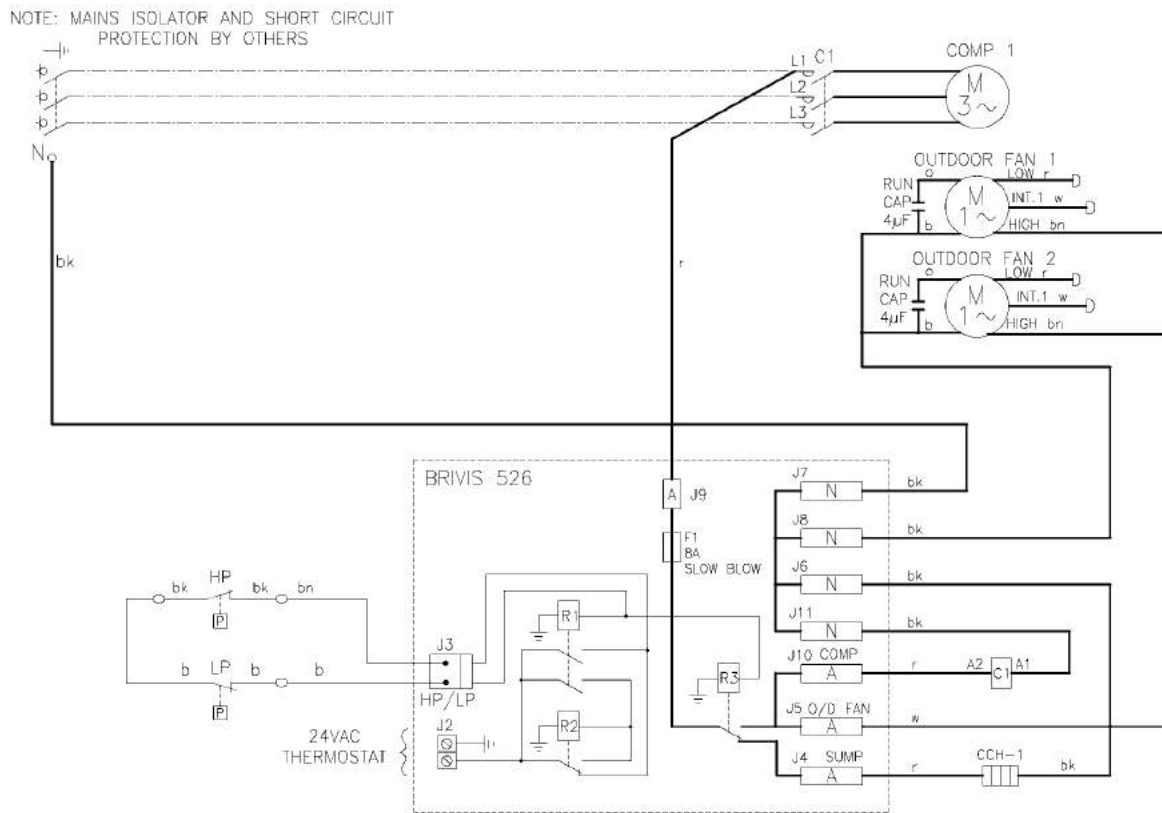 NOTE: MAINS ISOLATOR AND SHORT CIRCUIT
PROTECTION BY OTHERS
L1 C1
L2
L3
COMP 1
M
3~
N
bk
r
OUTDOOR FAN 1
RUN
CAP
4µF
o
b
M
1~
LOW r
INT.1 w
HIGH bn
OUTDOOR FAN 2
RUN
CAP
4µF
o
b
M
1~
LOW r
INT.1 w
HIGH bn
BRIVIS 526
A J9
F1
8A
SLOW BLOW
J7
N bk
J8
N bk
J6
N bk
J11
N bk
J10 COMP
A r A2 C1 A1
J5 O/D FAN
A w
J4 SUMP
A r CCH-1 bk
bk HP bk bn
P
b LP b b
P
J3
HP/LP
R1
R2
R3
24VAC
THERMOSTAT
J2